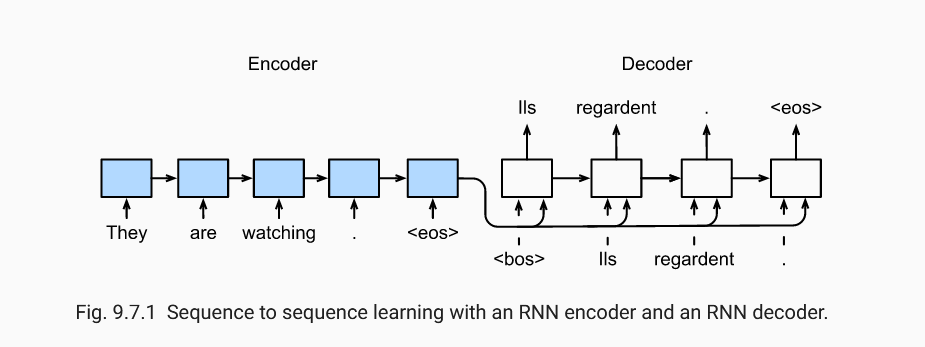 Encoder
Decoder
Ils regardent . <eos>
They are watching . <eos>
<bos> Ils regardent .
Fig. 9.7.1 Sequence to sequence learning with an RNN encoder and an RNN decoder.